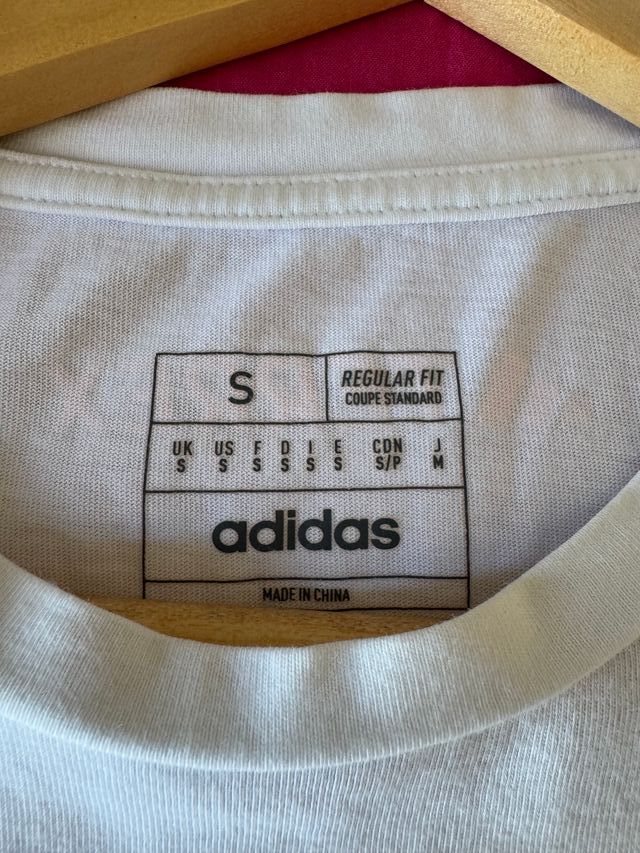 S
REGULAR FIT
COUPE STANDARD
UK US F D I E CDN J
S S S S S S S/P M
adidas
MADE IN CHINA